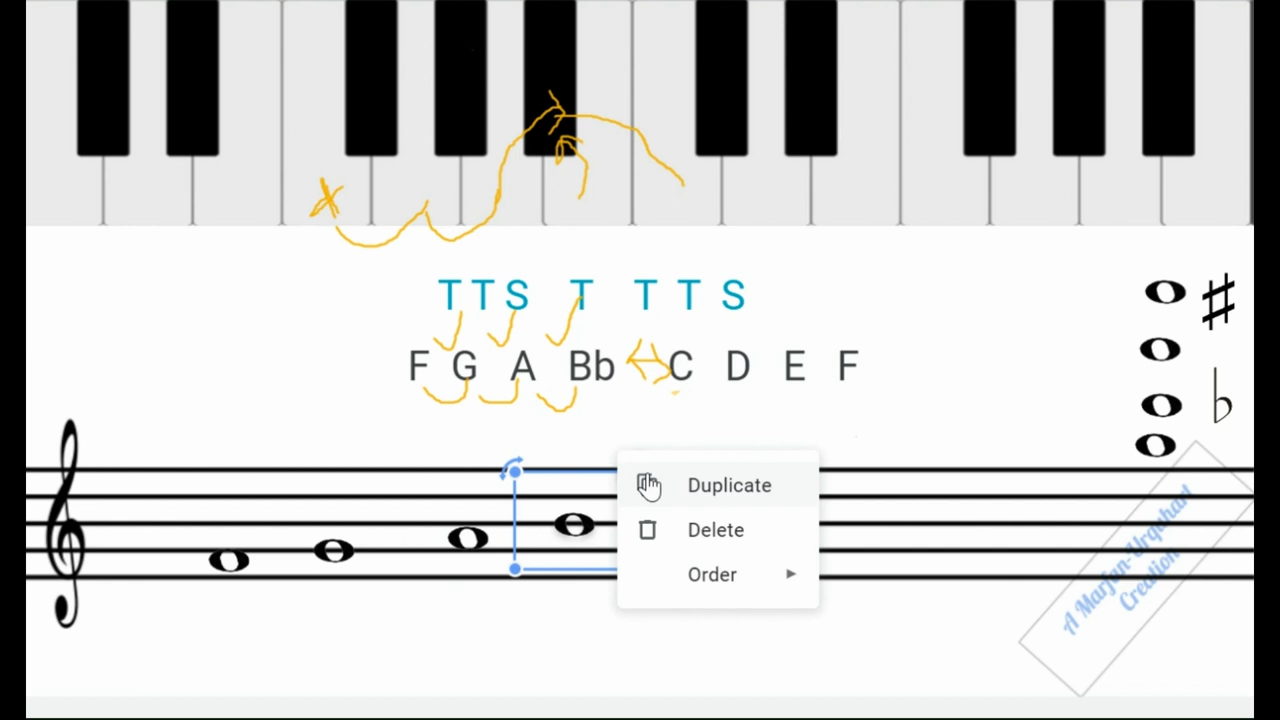 T T S T T T S
F G A Bb C D E F
Duplicate
Delete
Order
A Marjan-Urquhart
Creation